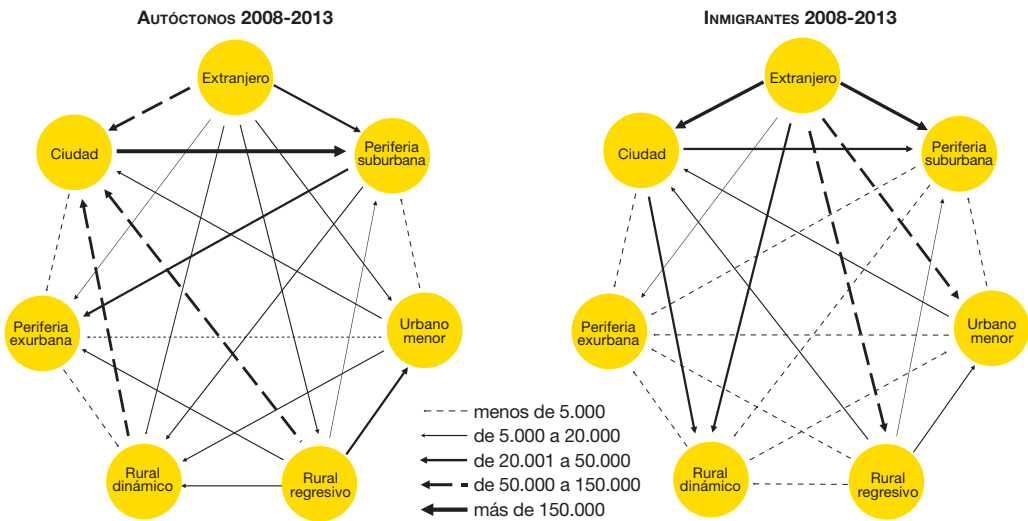 AUTÓCTONOS 2008-2013
Extranjero
Ciudad
Periferia
suburbana
Periferia
exurbana
Urbano
menor
Rural
dinámico
Rural
regresivo
INMIGRANTES 2008-2013
Extranjero
Ciudad
Periferia
suburbana
Periferia
exurbana
Urbano
menor
Rural
dinámico
Rural
regresivo
menos de 5.000
de 5.000 a 20.000
de 20.001 a 50.000
de 50.000 a 150.000
más de 150.000